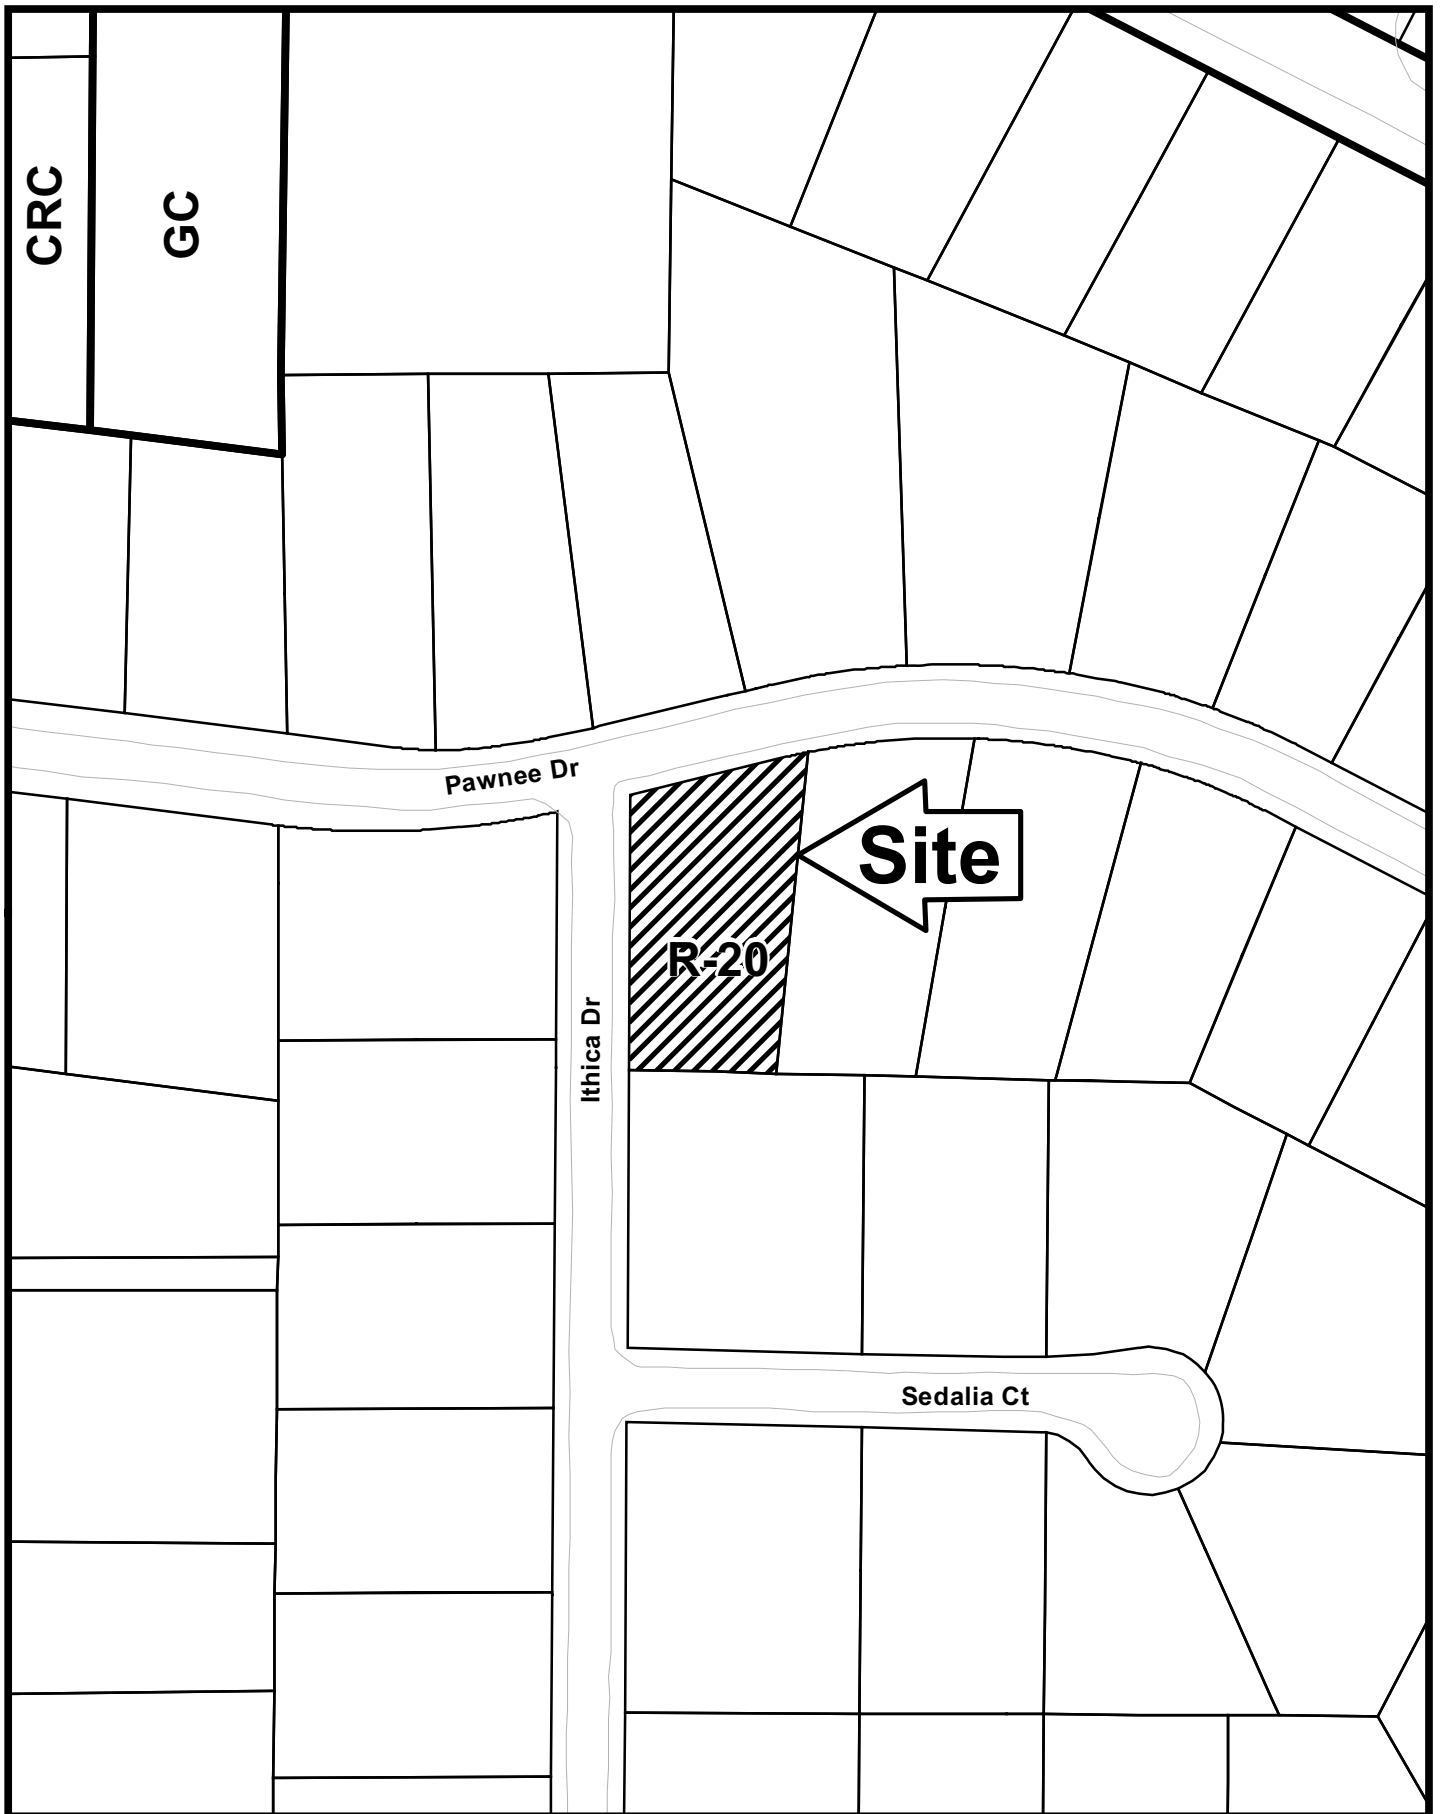 CRC
GC
Pawnee Dr
Site
R-20
Ithica Dr
Sedalia Ct